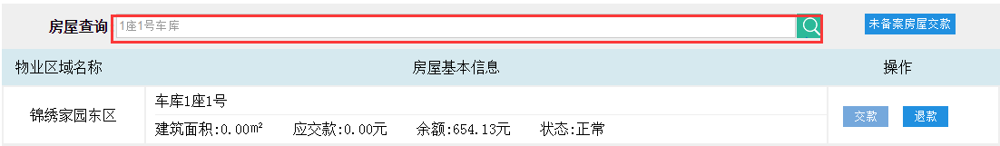 房屋查询 1座1号车库 未备案房屋交款
物业区域名称 房屋基本信息 操作
锦绣家园东区 车库1座1号 交款 退款
建筑面积:0.00㎡ 应交款:0.00元 余额:654.13元 状态:正常